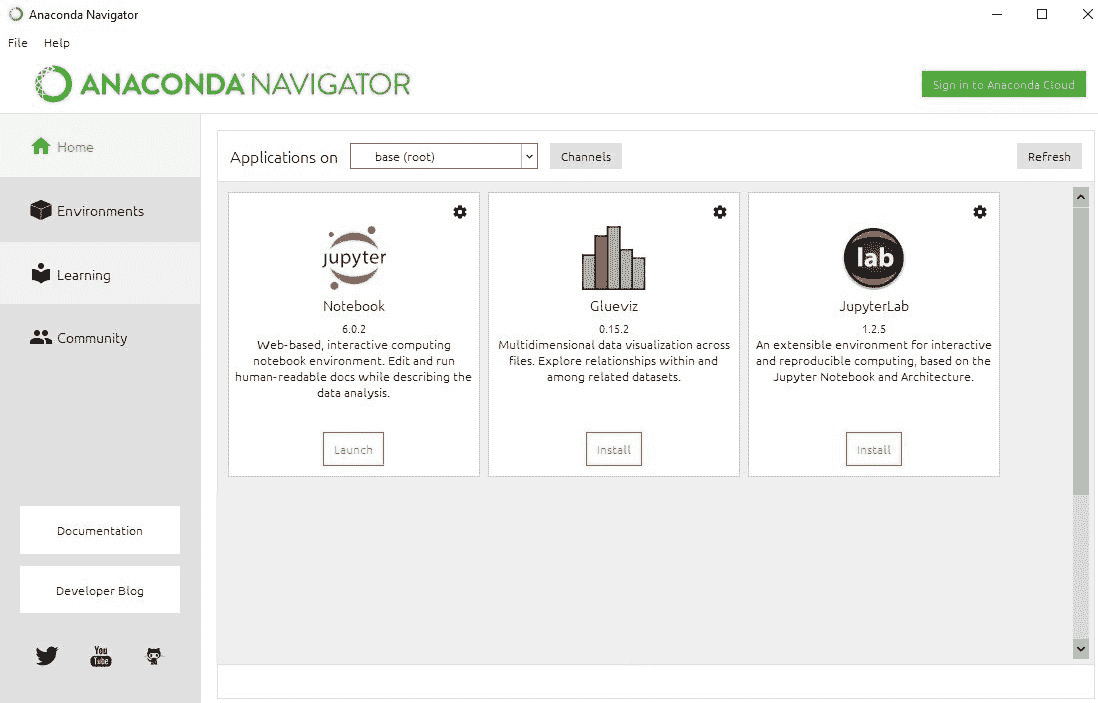 Anaconda Navigator
File Help
ANACONDA NAVIGATOR
Sign in to Anaconda Cloud
Home
Environments
Learning
Community
Documentation
Developer Blog
You
Tube
Applications on base (root) Channels Refresh
jupyter
Notebook
6.0.2
Web-based, interactive computing
notebook environment. Edit and run
human-readable docs while describing the
data analysis.
Launch
Glueviz
0.15.2
Multidimensional data visualization across
files. Explore relationships within and
among related datasets.
Install
lab
JupyterLab
1.2.5
An extensible environment for interactive
and reproducible computing, based on the
Jupyter Notebook and Architecture.
Install